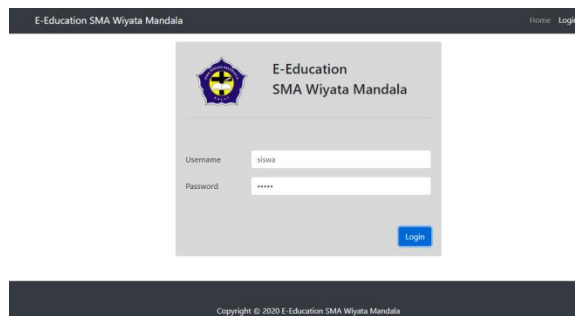 E-Education SMA Wiyata Mandala
Home Login
E-Education
SMA Wiyata Mandala
Username siswa
Password •••••
Login
Copyright © 2020 E-Education SMA Wiyata Mandala